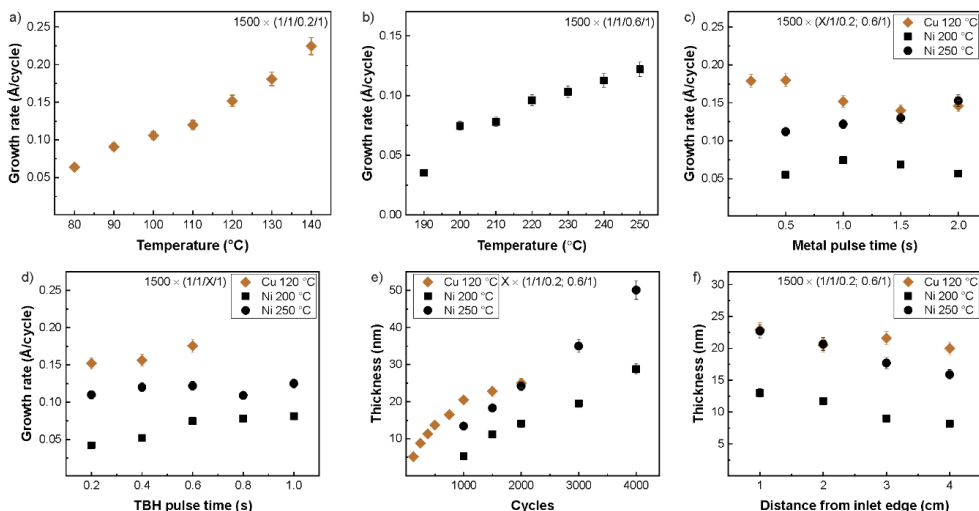 a)
1500 × (1/1/0.2/1)
Growth rate (Å/cycle)
0.25
0.20
0.15
0.10
0.05
80 90 100 110 120 130 140
Temperature (°C)
b)
1500 × (1/1/0.6/1)
Growth rate (Å/cycle)
0.15
0.10
0.05
0.00
190 200 210 220 230 240 250
Temperature (°C)
c)
1500 × (X/1/0.2; 0.6/1)
Cu 120 °C
Ni 200 °C
Ni 250 °C
Growth rate (Å/cycle)
0.25
0.20
0.15
0.10
0.05
0.5 1.0 1.5 2.0
Metal pulse time (s)
d)
1500 × (1/1/X/1)
Cu 120 °C
Ni 200 °C
Ni 250 °C
Growth rate (Å/cycle)
0.25
0.20
0.15
0.10
0.05
0.2 0.4 0.6 0.8 1.0
TBH pulse time (s)
e)
Cu 120 °C X × (1/1/0.2; 0.6/1)
Ni 200 °C
Ni 250 °C
Thickness (nm)
50
40
30
20
10
1000 2000 3000 4000
Cycles
f)
1500 × (1/1/0.2; 0.6/1)
Cu 120 °C
Ni 200 °C
Ni 250 °C
Thickness (nm)
30
25
20
15
10
5
1 2 3 4
Distance from inlet edge (cm)